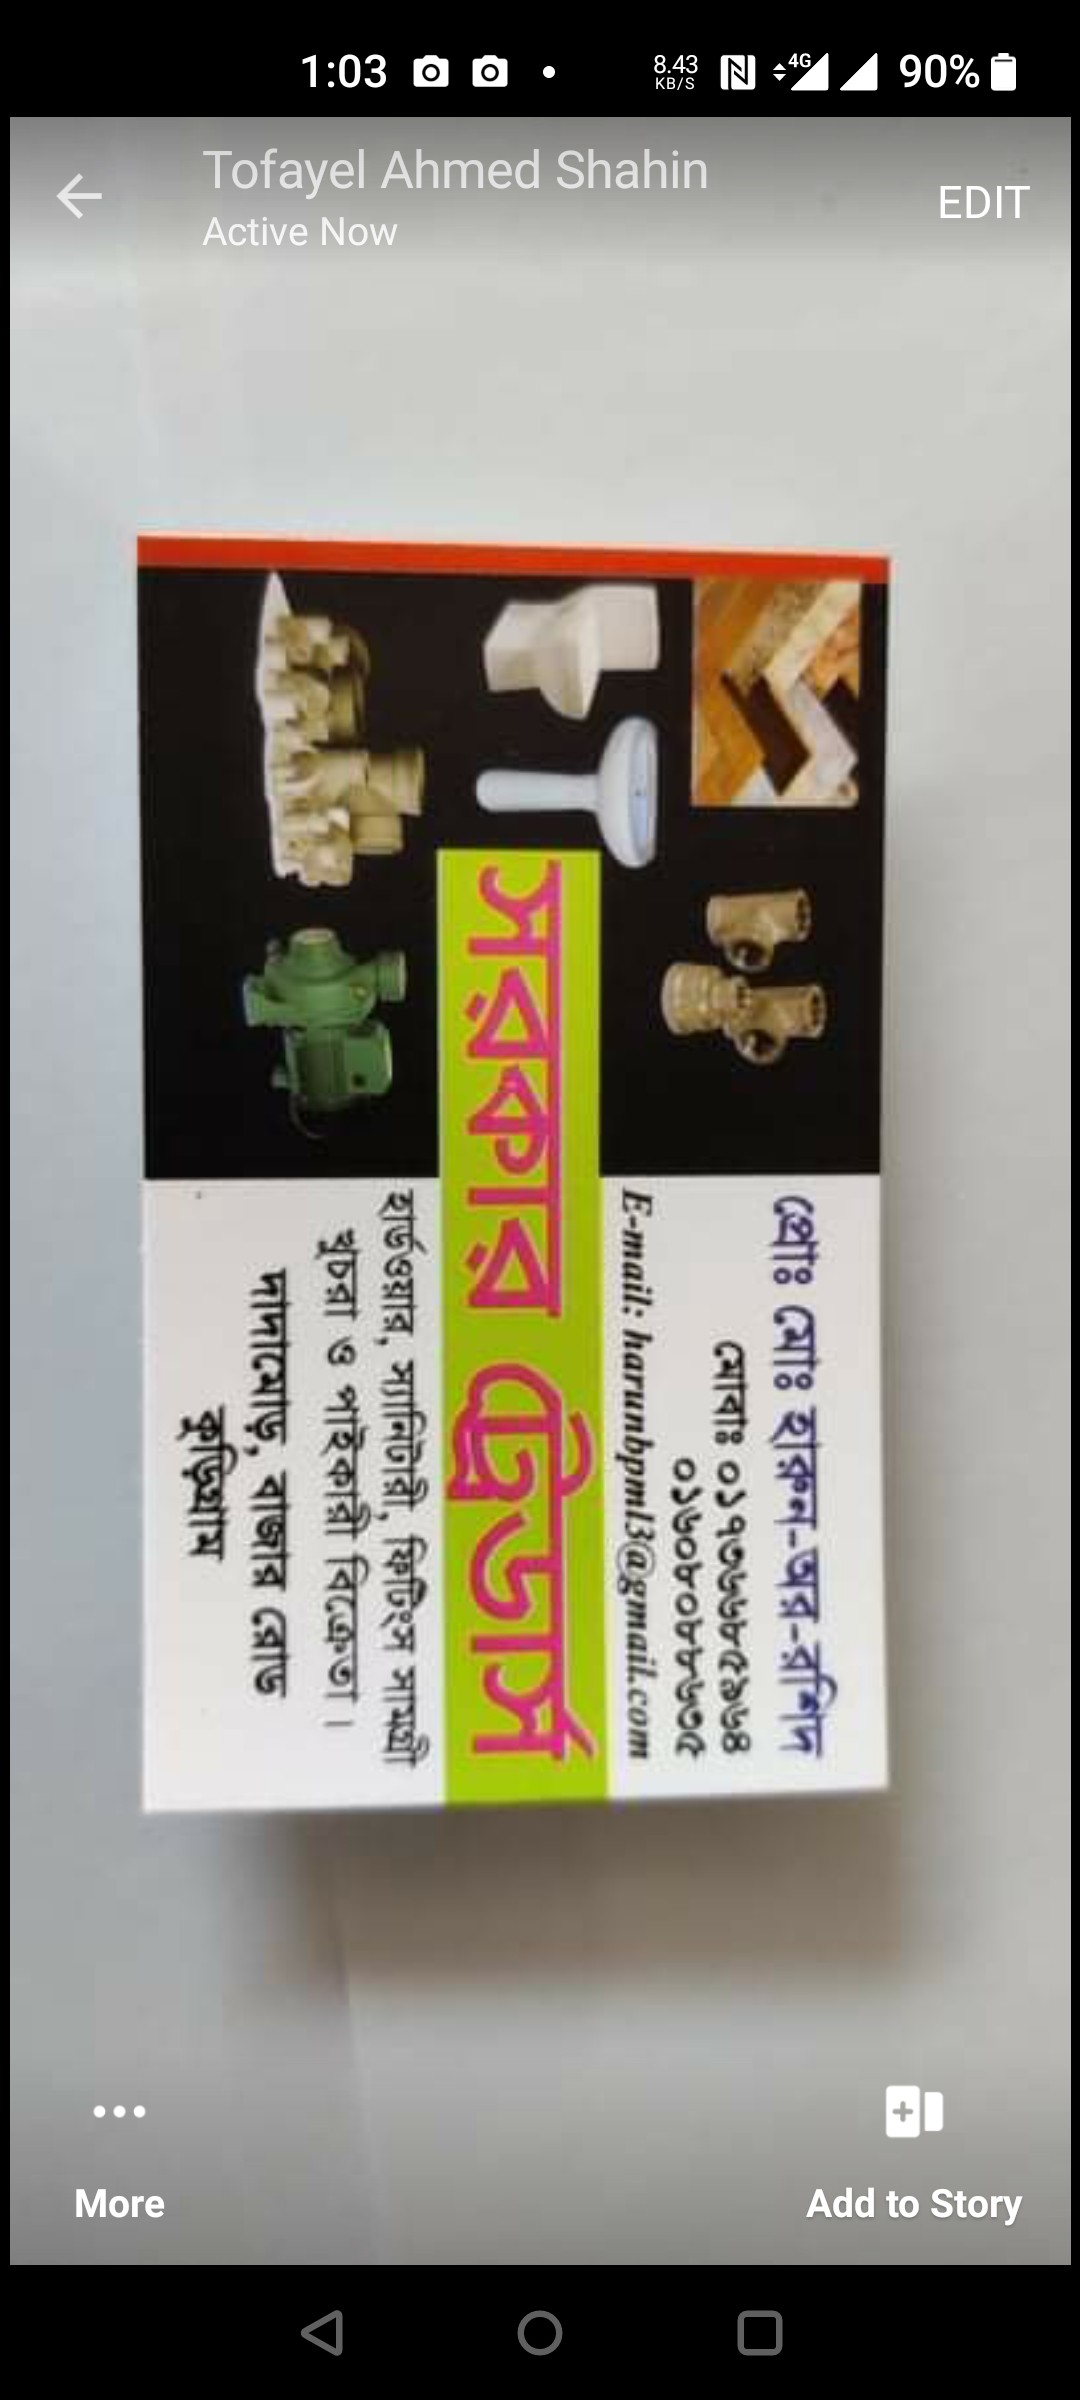 1:03
8.43
KB/S
4G
90%
Tofayel Ahmed Shahin
Active Now
EDIT
প্রোঃ মোঃ হারুন-অর-রশিদ
মোবাঃ ০১৭৩৬৬৮৫৯৬৪
০১৬০৮০৮৮৬৩৫
E-mail: harunbpml3@gmail.com
সরকার ট্রেডার্স
হার্ডওয়ার, স্যানিটারী, ফিটিংস সামগ্রী
খুচরা ও পাইকারী বিক্রেতা।
দাদামোড়, বাজার রোড
কুড়িগ্রাম
More
Add to Story